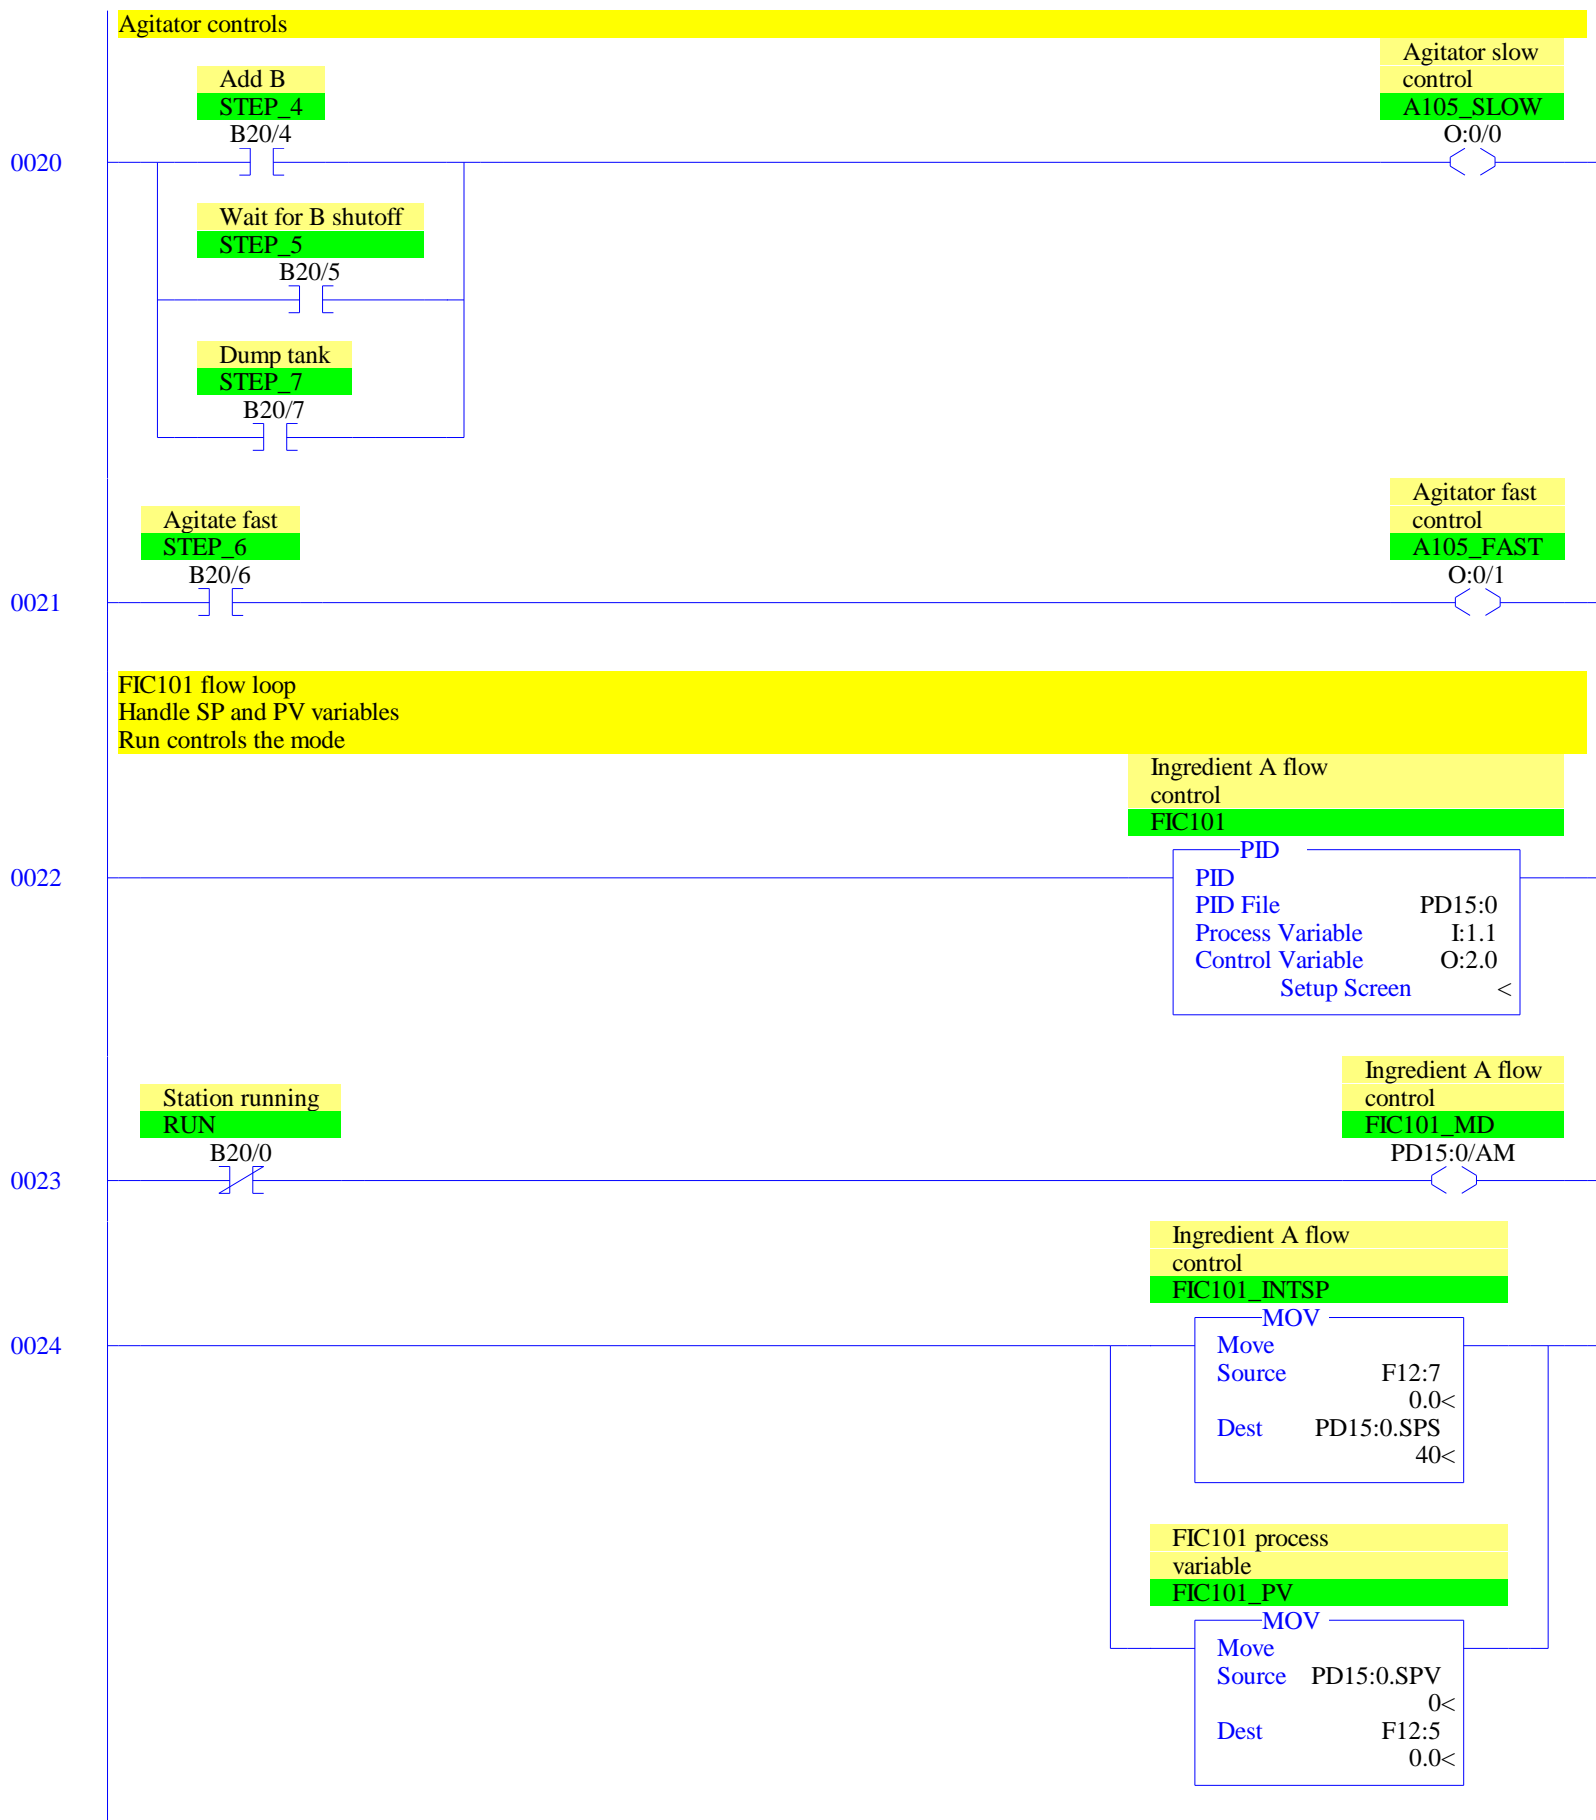 Agitator controls
Agitator slow
control
A105_SLOW
O:0/0
Add B
STEP_4
B20/4
0020
Wait for B shutoff
STEP_5
B20/5
Dump tank
STEP_7
B20/7
Agitator fast
control
A105_FAST
O:0/1
Agitate fast
STEP_6
B20/6
0021
FIC101 flow loop
Handle SP and PV variables
Run controls the mode
Ingredient A flow
control
FIC101
PID
0022
PID
PID File PD15:0
Process Variable I:1.1
Control Variable O:2.0
Setup Screen <
Ingredient A flow
control
FIC101_MD
PD15:0/AM
Station running
RUN
B20/0
0023
Ingredient A flow
control
FIC101_INTSP
MOV
0024
Move
Source F12:7
0.0<
Dest PD15:0.SPS
40<
FIC101 process
variable
FIC101_PV
MOV
Move
Source PD15:0.SPV
0<
Dest F12:5
0.0<